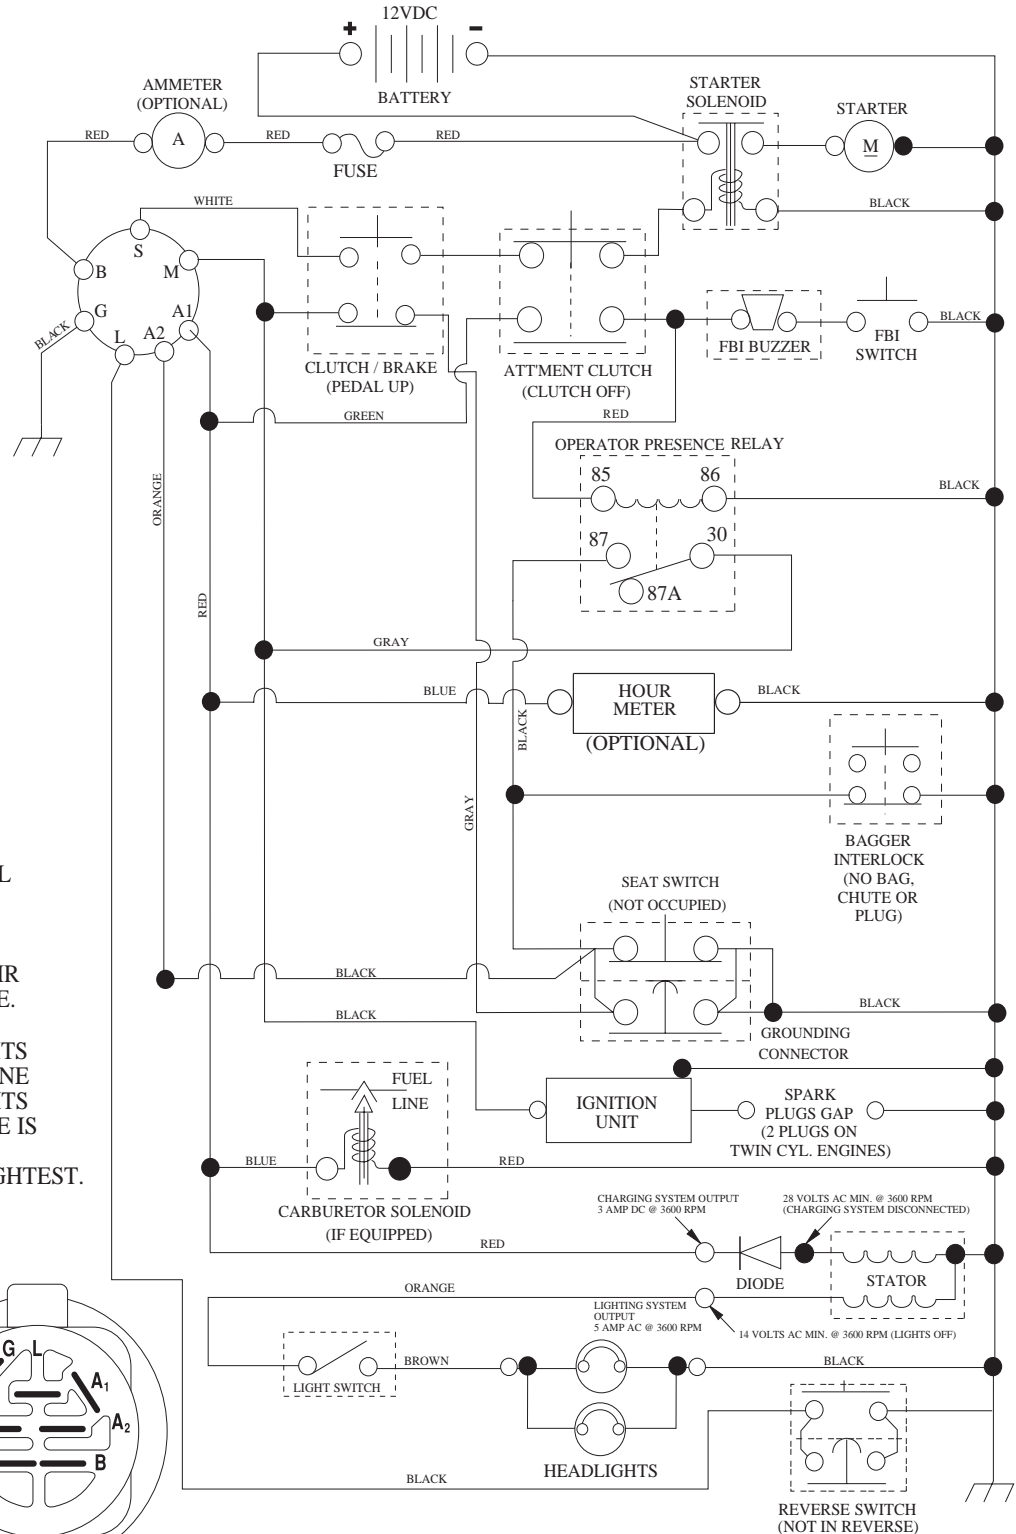 12VDC
+
−
BATTERY
AMMETER
(OPTIONAL)
RED
A
RED
FUSE
RED
STARTER
SOLENOID
STARTER
M
WHITE
BLACK
S
B
M
G
A1
L
A2
BLACK
CLUTCH / BRAKE
(PEDAL UP)
ATT'MENT CLUTCH
(CLUTCH OFF)
FBI BUZZER
FBI
SWITCH
BLACK
GREEN
RED
OPERATOR PRESENCE RELAY
85
86
BLACK
87
30
87A
ORANGE
RED
GRAY
BLUE
HOUR
METER
(OPTIONAL)
BLACK
BLACK
GRAY
BAGGER
INTERLOCK
(NO BAG,
CHUTE OR
PLUG)
L
SEAT SWITCH
(NOT OCCUPIED)
IR
E.
BLACK
BLACK
BLACK
GROUNDING
CONNECTOR
ITS
NE
ITS
E IS
GHTEST.
FUEL
LINE
IGNITION
UNIT
SPARK
PLUGS GAP
(2 PLUGS ON
TWIN CYL. ENGINES)
BLUE
RED
CARBURETOR SOLENOID
(IF EQUIPPED)
CHARGING SYSTEM OUTPUT
3 AMP DC @ 3600 RPM
28 VOLTS AC MIN. @ 3600 RPM
(CHARGING SYSTEM DISCONNECTED)
RED
DIODE
STATOR
ORANGE
LIGHTING SYSTEM
OUTPUT
5 AMP AC @ 3600 RPM
14 VOLTS AC MIN. @ 3600 RPM (LIGHTS OFF)
LIGHT SWITCH
BROWN
BLACK
HEADLIGHTS
BLACK
REVERSE SWITCH
(NOT IN REVERSE)
G L
A1
A2
B